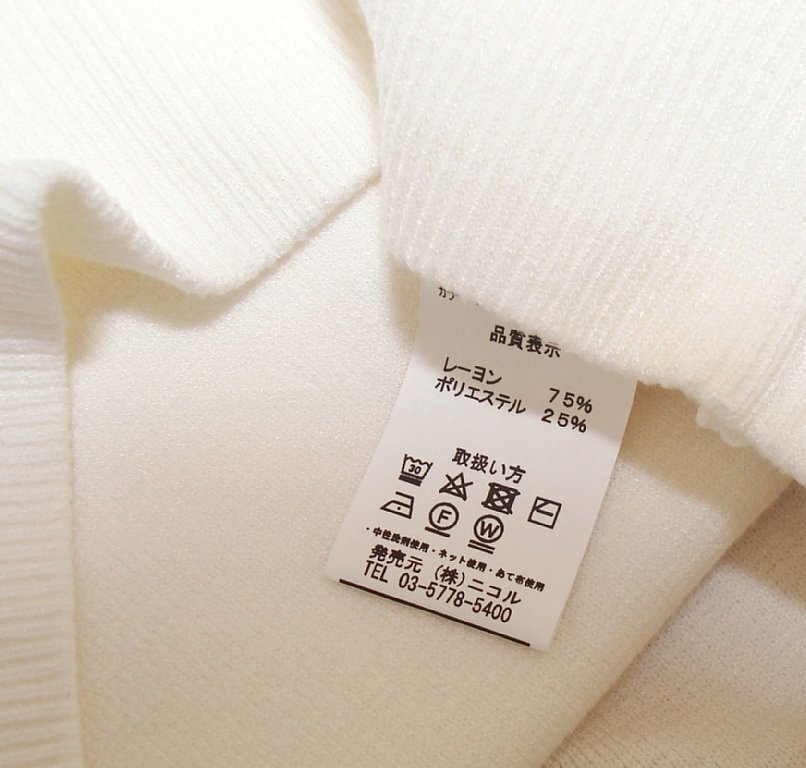 品質表示
レーヨン 75%
ポリエステル 25%
取扱い方
30
F W
・中性洗剤使用・ネット使用・あて布使用
発売元 (株)ニコル
TEL 03-5778-5400